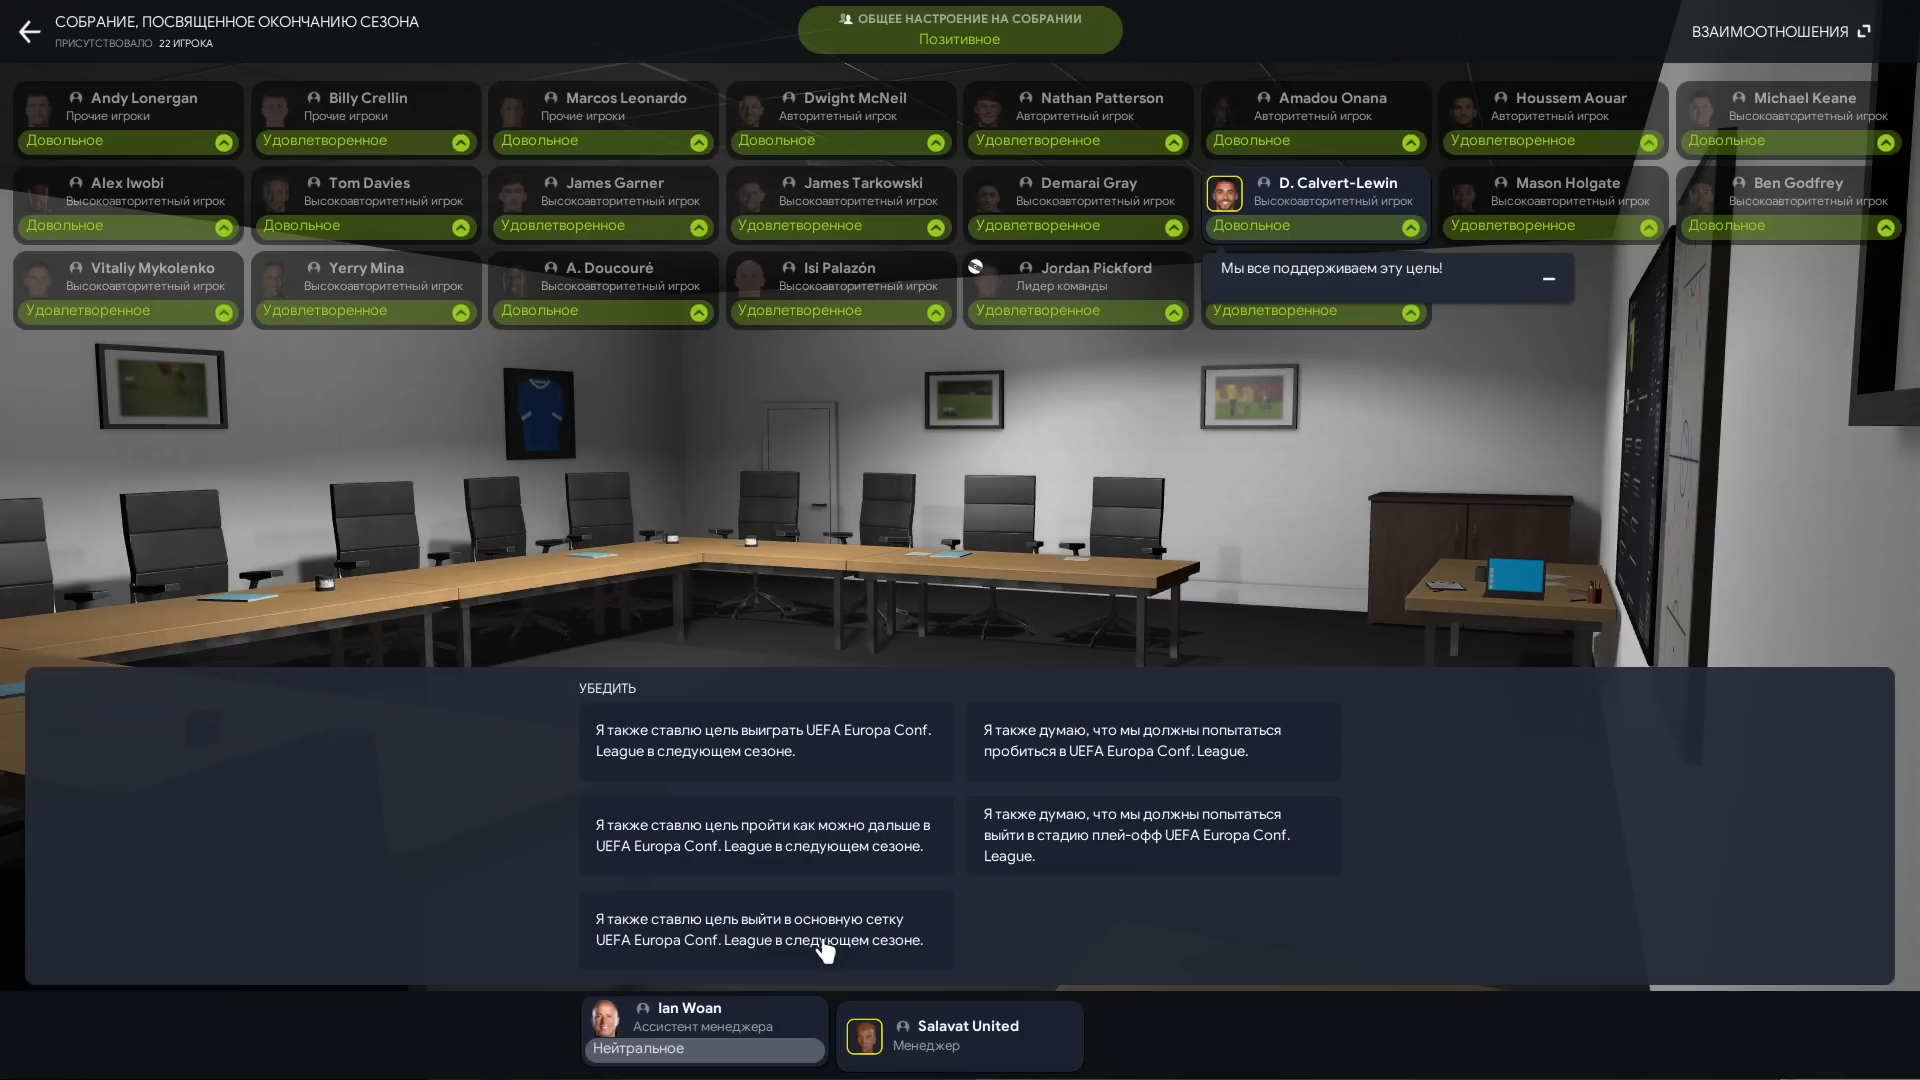 СОБРАНИЕ, ПОСВЯЩЕННОЕ ОКОНЧАНИЮ СЕЗОНА
ПРИСУТСТВОВАЛО 22 ИГРОКА
ОБЩЕЕ НАСТРОЕНИЕ НА СОБРАНИИ
Позитивное
ВЗАИМООТНОШЕНИЯ
Andy Lonergan
Прочие игроки
Довольное
Billy Crellin
Прочие игроки
Удовлетворенное
Marcos Leonardo
Прочие игроки
Довольное
Dwight McNeil
Авторитетный игрок
Довольное
Nathan Patterson
Авторитетный игрок
Удовлетворенное
Amadou Onana
Авторитетный игрок
Довольное
Houssem Aouar
Авторитетный игрок
Удовлетворенное
Michael Keane
Высокоавторитетный игрок
Довольное
Alex Iwobi
Высокоавторитетный игрок
Довольное
Tom Davies
Высокоавторитетный игрок
Довольное
James Garner
Высокоавторитетный игрок
Удовлетворенное
James Tarkowski
Высокоавторитетный игрок
Удовлетворенное
Demarai Gray
Высокоавторитетный игрок
Удовлетворенное
D. Calvert-Lewin
Высокоавторитетный игрок
Довольное
Mason Holgate
Высокоавторитетный игрок
Удовлетворенное
Ben Godfrey
Высокоавторитетный игрок
Довольное
Vitaliy Mykolenko
Высокоавторитетный игрок
Удовлетворенное
Yerry Mina
Высокоавторитетный игрок
Удовлетворенное
A. Doucouré
Высокоавторитетный игрок
Довольное
Isi Palazón
Высокоавторитетный игрок
Удовлетворенное
Jordan Pickford
Лидер команды
Удовлетворенное
Мы все поддерживаем эту цель!
Удовлетворенное
УБЕДИТЬ
Я также ставлю цель выиграть UEFA Europa Conf.
League в следующем сезоне.
Я также думаю, что мы должны попытаться
пробиться в UEFA Europa Conf. League.
Я также ставлю цель пройти как можно дальше в
UEFA Europa Conf. League в следующем сезоне.
Я также думаю, что мы должны попытаться
выйти в стадию плей-офф UEFA Europa Conf.
League.
Я также ставлю цель выйти в основную сетку
UEFA Europa Conf. League в следующем сезоне.
Ian Woan
Ассистент менеджера
Нейтральное
Salavat United
Менеджер